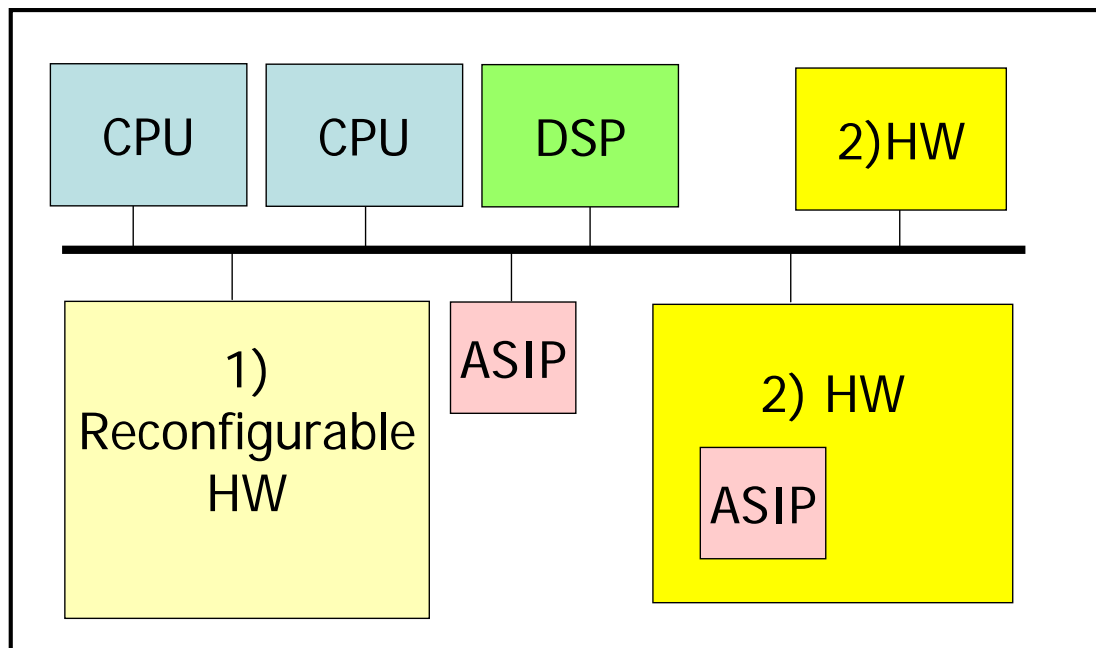 CPU
CPU
DSP
2)HW
1)
Reconfigurable
HW
ASIP
2) HW
ASIP